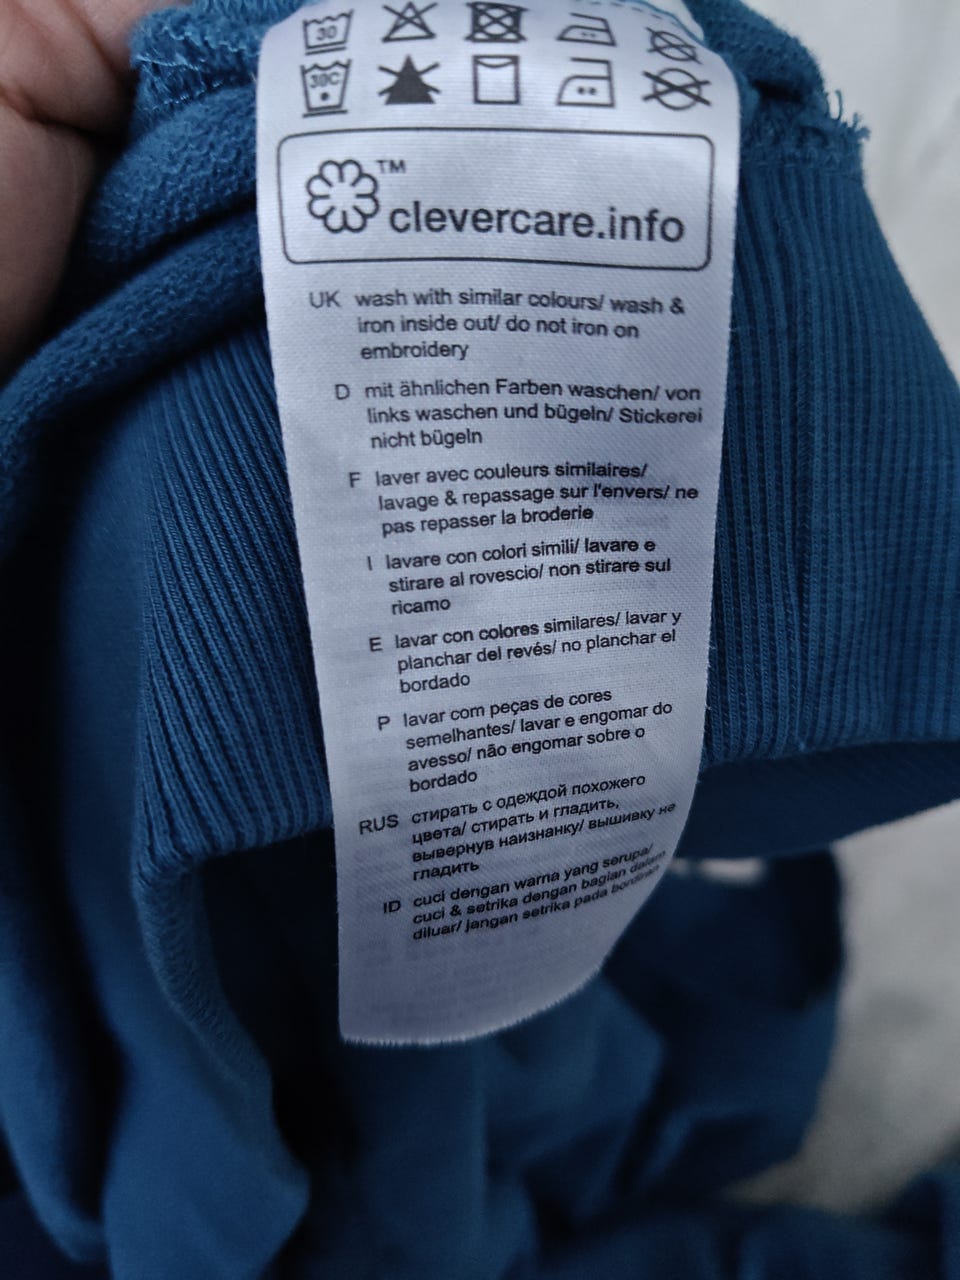 30
30C
TM
clevercare.info
UK wash with similar colours/ wash &
iron inside out/ do not iron on
embroidery
D mit ähnlichen Farben waschen/ von
links waschen und bügeln/ Stickerei
nicht bügeln
F laver avec couleurs similaires/
lavage & repassage sur l'envers/ ne
pas repasser la broderie
I lavare con colori simili/ lavare e
stirare al rovescio/ non stirare sul
ricamo
E lavar con colores similares/ lavar y
planchar del revés/ no planchar el
bordado
P lavar com peças de cores
semelhantes/ lavar e engomar do
avesso/ não engomar sobre o
bordado
RUS стирать с одеждой похожего
цвета/ стирать и гладить,
вывернув наизнанку/ вышивку не
гладить
ID cuci dengan warna yang serupa/
cuci & setrika dengan bagian dalam
diluar/ jangan setrika pada bordiran